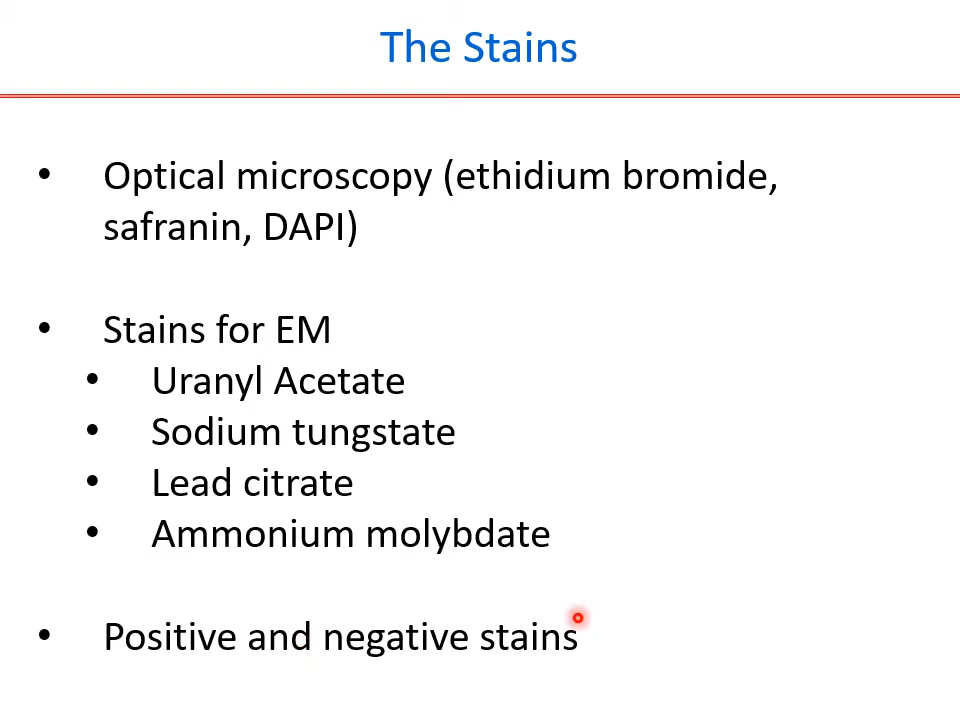 The Stains
• Optical microscopy (ethidium bromide,
safranin, DAPI)
• Stains for EM
• Uranyl Acetate
• Sodium tungstate
• Lead citrate
• Ammonium molybdate
• Positive and negative stains